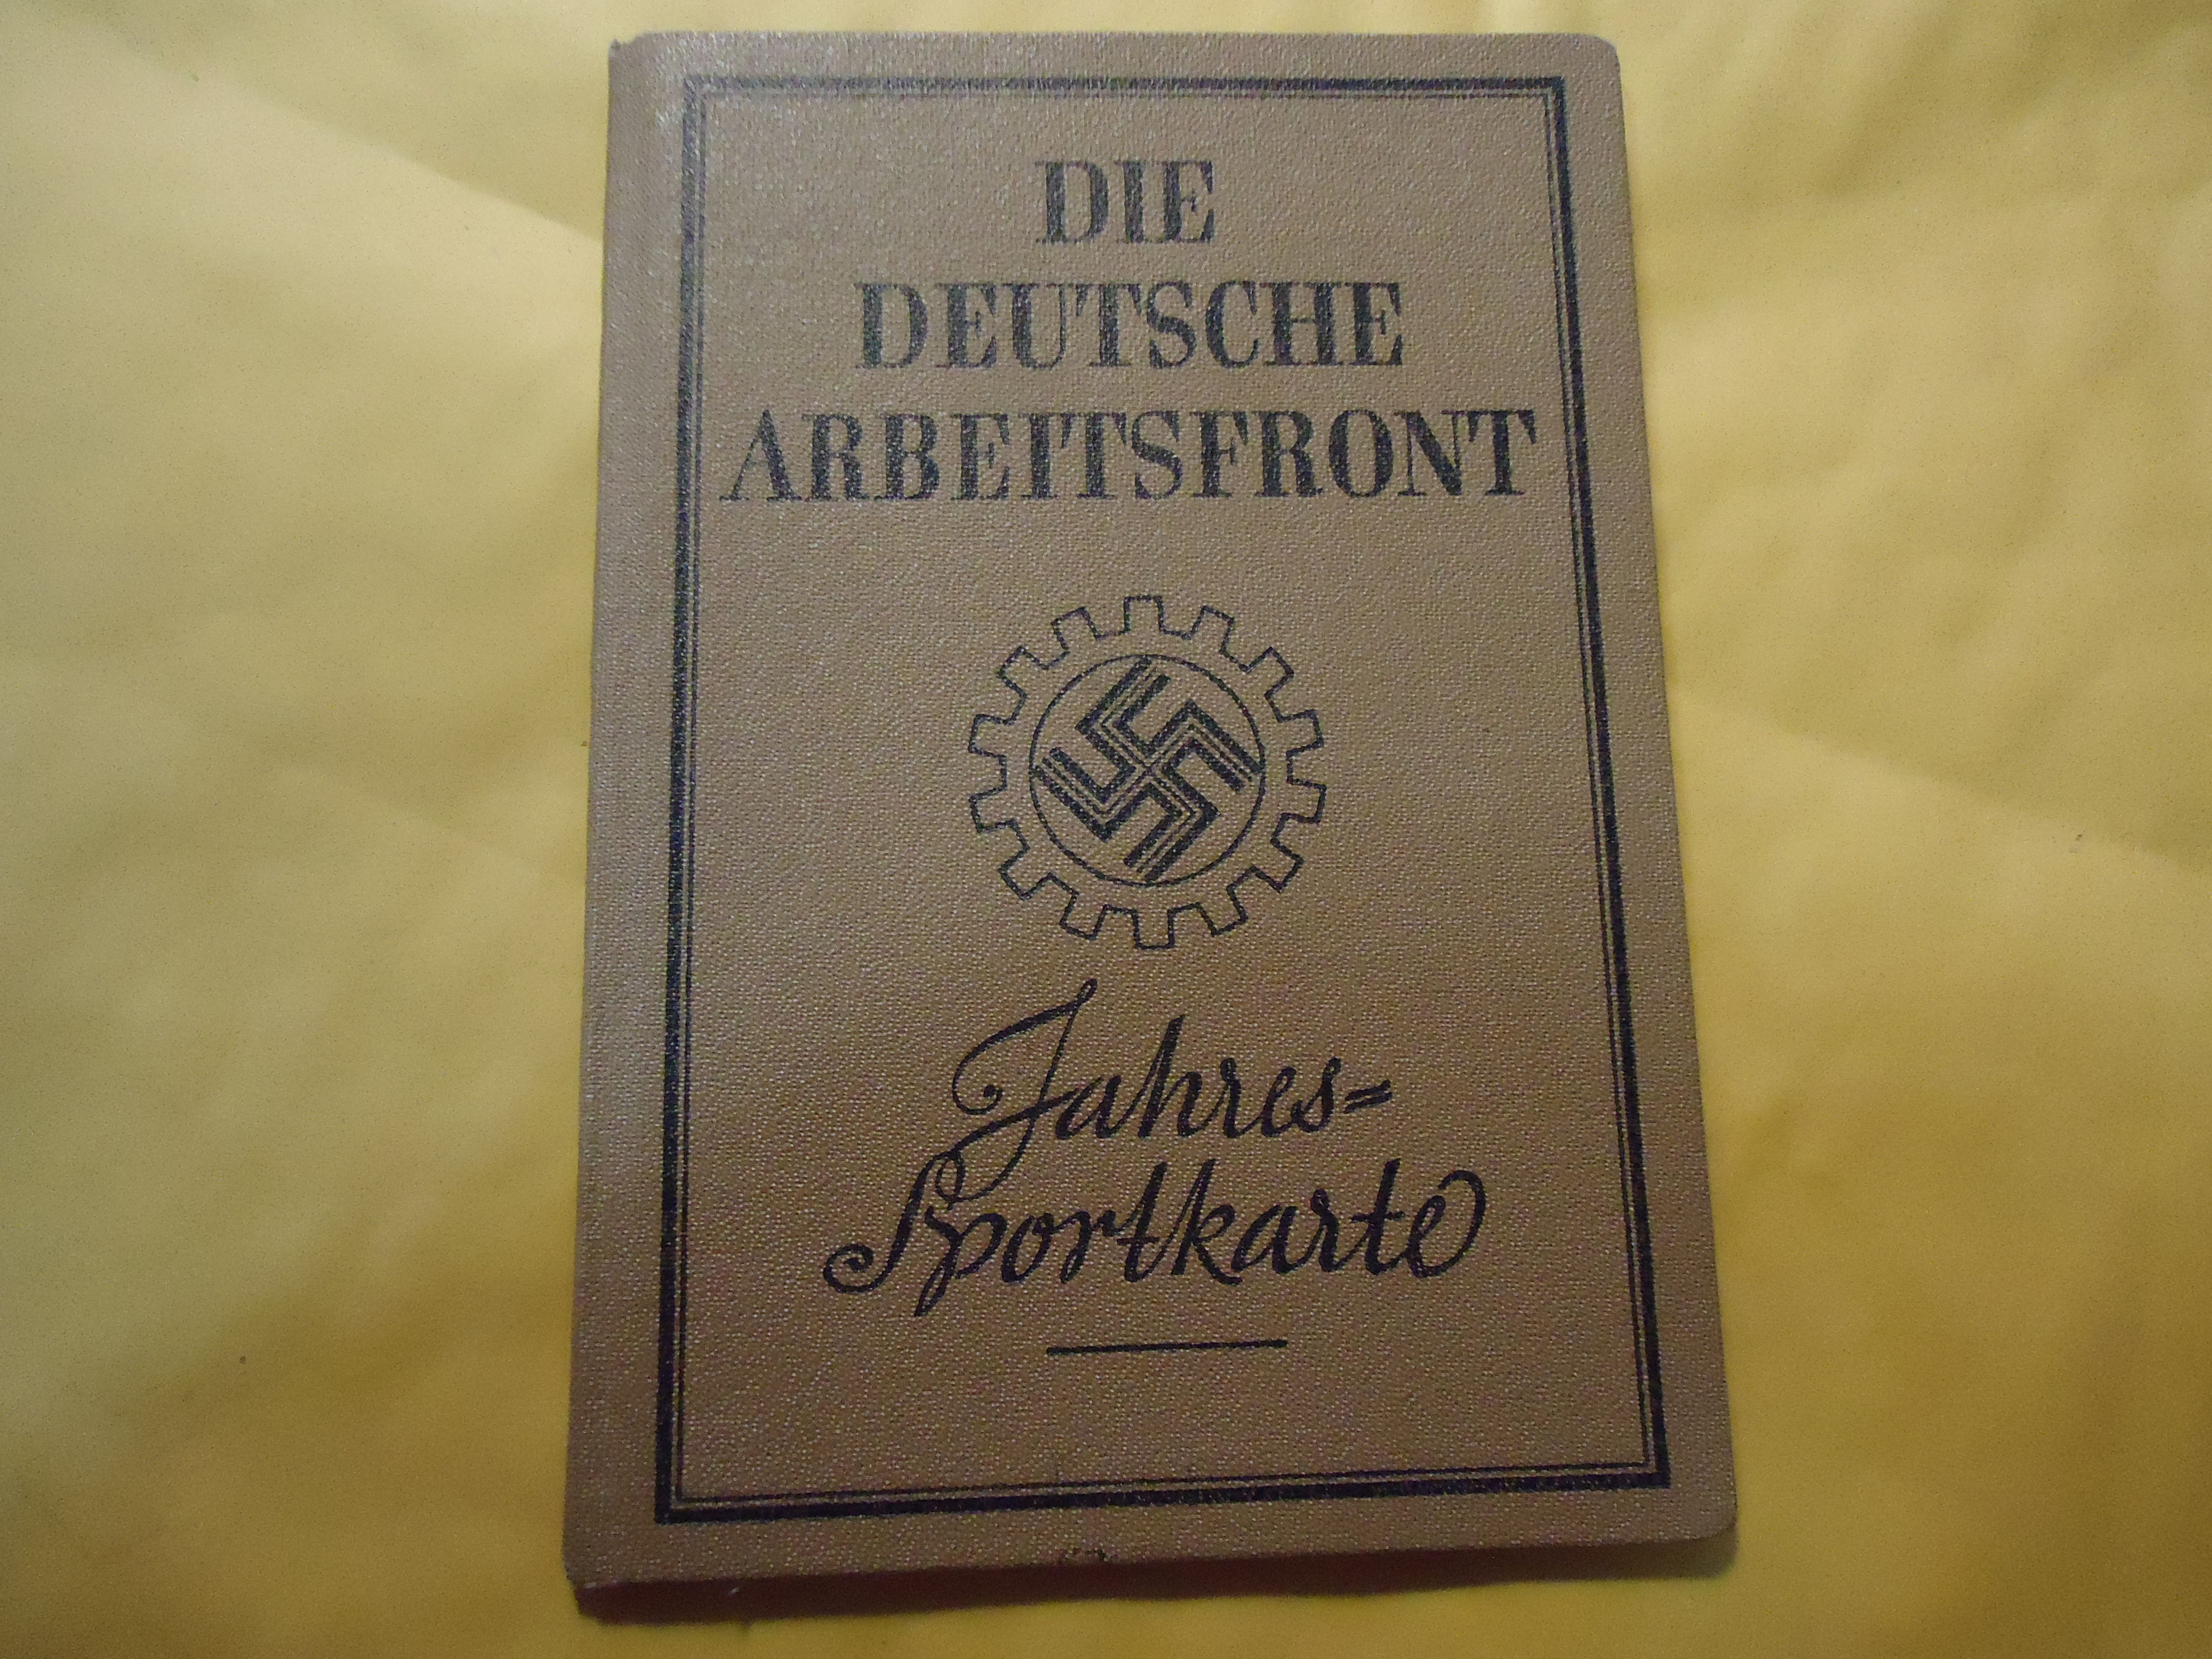 DIE
DEUTSCHE
ARBEITSFRONT
Jahres=
Sportkarte